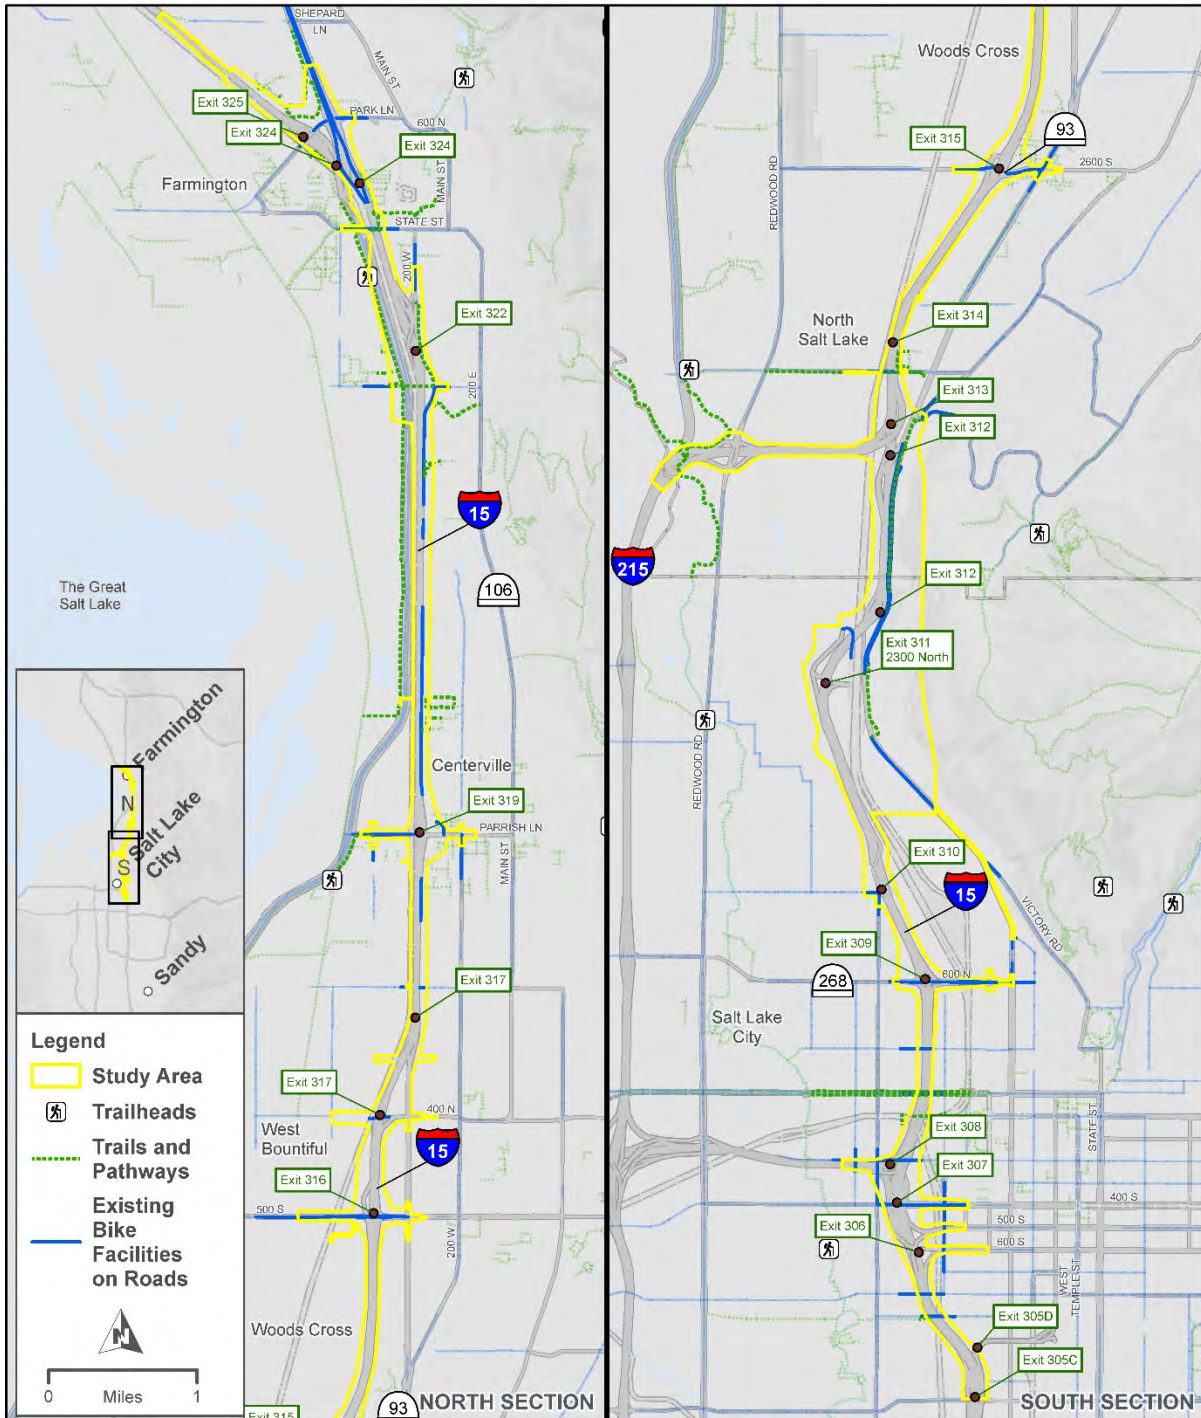 SHEPARD
LN
MAIN ST
Exit 325
PARK LN
600 N
Exit 324
Exit 324
Farmington
MAIN ST
STATE ST
200 W
Exit 322
200 E
15
106
The Great
Salt Lake
Farmington
N
Salt Lake
City
S
Sandy
Centerville
Exit 319
PARRISH LN
MAIN ST
Exit 317
Exit 317
400 N
West
Bountiful
15
Exit 316
500 S
200 W
Woods Cross
Exit 315
93
NORTH SECTION
Legend
Study Area
Trailheads
Trails and
Pathways
Existing
Bike
Facilities
on Roads
N
0 Miles 1
Woods Cross
93
Exit 315
2600 S
REDWOOD RD
North
Salt Lake
Exit 314
Exit 313
Exit 312
215
Exit 312
Exit 311
2300 North
REDWOOD RD
Exit 310
15
VICTORY RD
Exit 309
600 N
268
Salt Lake
City
STATE ST
Exit 308
Exit 307
400 S
500 S
Exit 306
600 S
WEST
TEMPLE ST
Exit 305D
Exit 305C
SOUTH SECTION